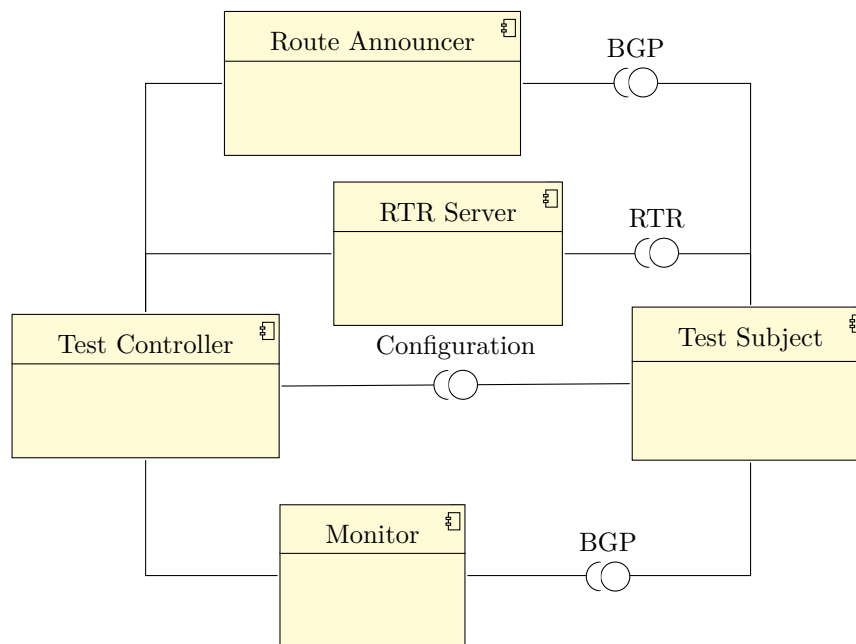 Route Announcer
BGP
RTR Server
RTR
Test Controller
Configuration
Test Subject
Monitor
BGP